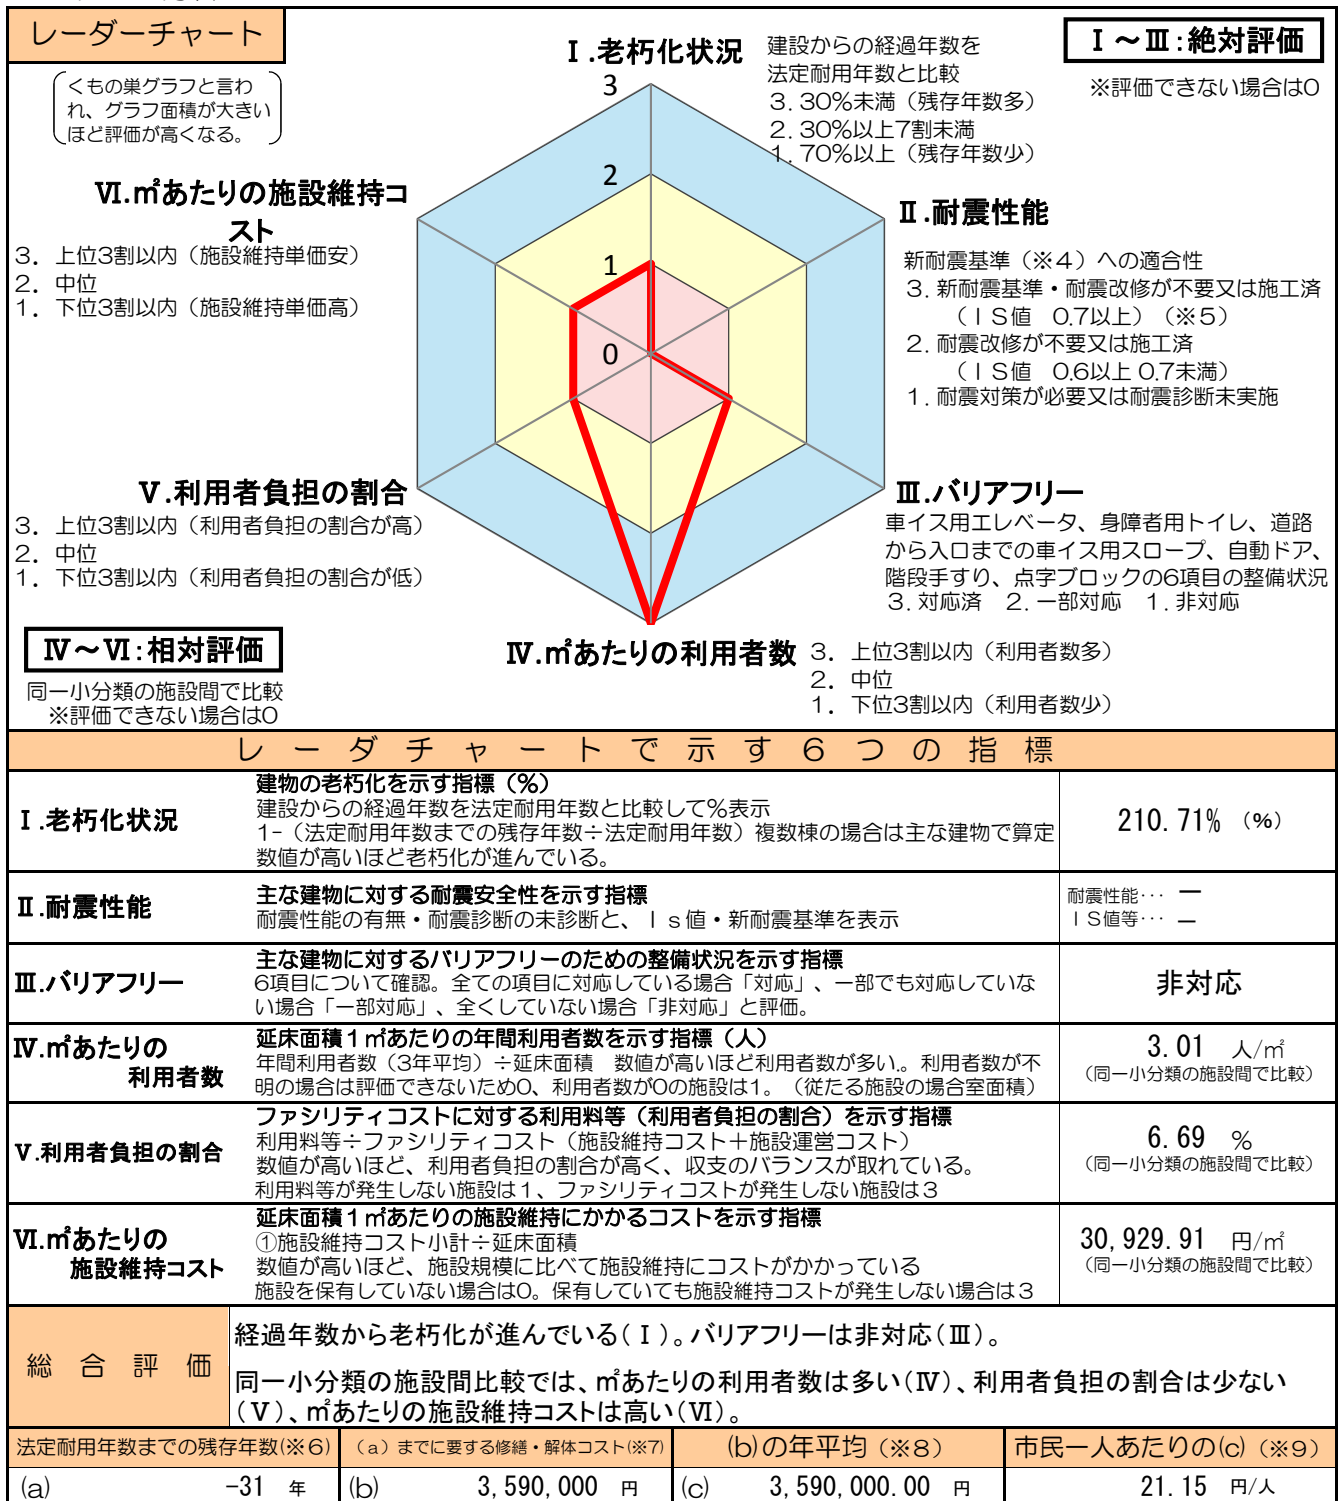 レーダーチャート
くもの巣グラフと言わ
れ、グラフ面積が大きい
ほど評価が高くなる。
Ⅰ.老朽化状況
建設からの経過年数を
法定耐用年数と比較
3.30%未満（残存年数多）
2.30%以上7割未満
1.70%以上（残存年数少）
Ⅰ～Ⅲ:絶対評価
※評価できない場合は0
3
2
1
0
Ⅵ.㎡あたりの施設維持コ
スト
3．上位3割以内（施設維持単価安）
2．中位
1．下位3割以内（施設維持単価高）
Ⅱ.耐震性能
新耐震基準（※4）への適合性
3.新耐震基準・耐震改修が不要又は施工済
（ＩＳ値　0.7以上）（※5）
2.耐震改修が不要又は施工済
（ＩＳ値　0.6以上 0.7未満）
1.耐震対策が必要又は耐震診断未実施
Ⅴ.利用者負担の割合
3．上位3割以内（利用者負担の割合が高）
2．中位
1．下位3割以内（利用者負担の割合が低）
Ⅲ.バリアフリー
車イス用エレベータ、身障者用トイレ、道路
から入口までの車イス用スロープ、自動ドア、
階段手すり、点字ブロックの6項目の整備状況
3.対応済　2.一部対応　1.非対応
Ⅳ～Ⅵ:相対評価
同一小分類の施設間で比較
※評価できない場合は0
Ⅳ.㎡あたりの利用者数
3．上位3割以内（利用者数多）
2．中位
1．下位3割以内（利用者数少）
レーダチャートで示す6つの指標
Ⅰ.老朽化状況
建物の老朽化を示す指標（%）
建設からの経過年数を法定耐用年数と比較して%表示
1-（法定耐用年数までの残存年数÷法定耐用年数）複数棟の場合は主な建物で算定
数値が高いほど老朽化が進んでいる。
210.71% （%）
Ⅱ.耐震性能
主な建物に対する耐震安全性を示す指標
耐震性能の有無・耐震診断の未診断と、Ｉｓ値・新耐震基準を表示
耐震性能･･･ ー
ＩＳ値等･･･ ー
Ⅲ.バリアフリー
主な建物に対するバリアフリーのための整備状況を示す指標
6項目について確認。全ての項目に対応している場合「対応」、一部でも対応していな
い場合「一部対応」、全くしていない場合「非対応」と評価。
非対応
Ⅳ.㎡あたりの
利用者数
延床面積１㎡あたりの年間利用者数を示す指標（人）
年間利用者数（3年平均）÷延床面積　数値が高いほど利用者数が多い。利用者数が不
明の場合は評価できないため0、利用者数が0の施設は1。（従たる施設の場合室面積）
3.01 人/㎡
（同一小分類の施設間で比較）
Ⅴ.利用者負担の割合
ファシリティコストに対する利用料等（利用者負担の割合）を示す指標
利用料等÷ファシリティコスト（施設維持コスト＋施設運営コスト）
数値が高いほど、利用者負担の割合が高く、収支のバランスが取れている。
利用料等が発生しない施設は１、ファシリティコストが発生しない施設は３
6.69 %
（同一小分類の施設間で比較）
Ⅵ.㎡あたりの
施設維持コスト
延床面積１㎡あたりの施設維持にかかるコストを示す指標
①施設維持コスト小計÷延床面積
数値が高いほど、施設規模に比べて施設維持にコストがかかっている
施設を保有していない場合は0。保有していても施設維持コストが発生しない場合は３
30,929.91 円/㎡
（同一小分類の施設間で比較）
総合評価
経過年数から老朽化が進んでいる(Ⅰ)。バリアフリーは非対応(Ⅲ)。
同一小分類の施設間比較では、㎡あたりの利用者数は多い(Ⅳ)、利用者負担の割合は少ない
(Ⅴ)、㎡あたりの施設維持コストは高い(Ⅵ)。
法定耐用年数までの残存年数(※6)
（a）までに要する修繕・解体コスト(※7)
(b)の年平均（※8）
市民一人あたりの(c)（※9）
(a) -31 年
(b) 3,590,000 円
(c) 3,590,000.00 円
21.15 円/人